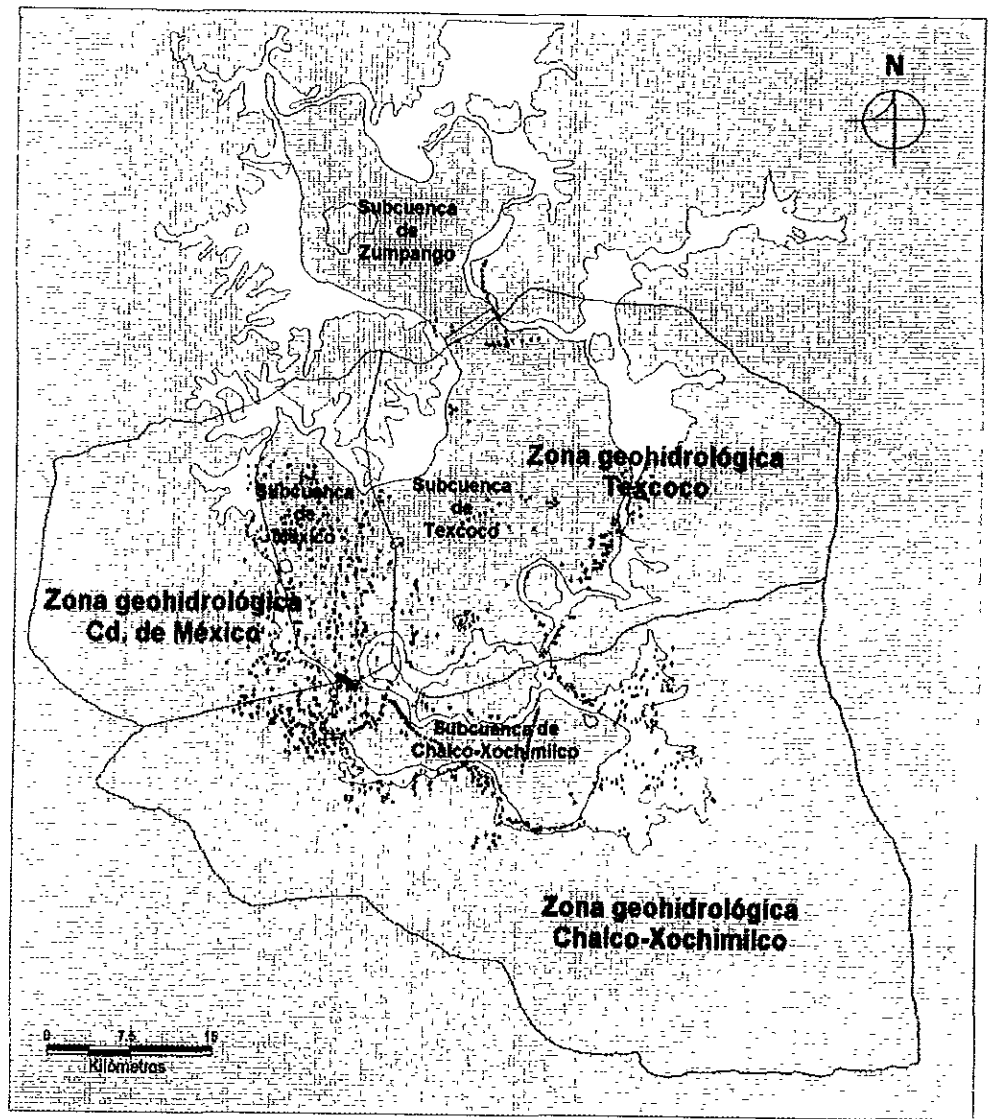 N
Subcuenca
de
Zumpango
Zona geohidrológica
Texcoco
Subcuenca
de
México
Subcuenca
de
Texcoco
Zona geohidrológica
Cd. de México
Subcuenca de
Chalco-Xochimilco
Zona geohidrológica
Chalco-Xochimilco
0 7.5 15
Kilómetros